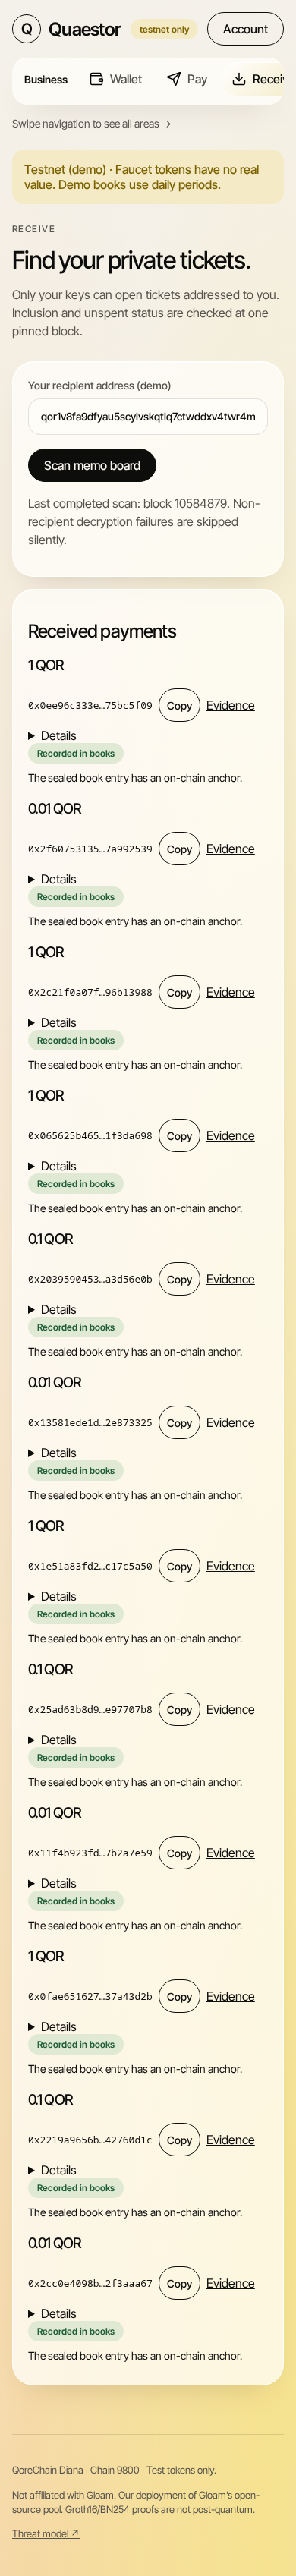 Q Quaestor testnet only Account
Business Wallet Pay Receiv
Swipe navigation to see all areas →
Testnet (demo) · Faucet tokens have no real
value. Demo books use daily periods.
RECEIVE
Find your private tickets.
Only your keys can open tickets addressed to you.
Inclusion and unspent status are checked at one
pinned block.
Your recipient address (demo)
qor1v8fa9dfyau5scylvskqtlq7ctwddxv4twr4m
Scan memo board
Last completed scan: block 10584879. Non-
recipient decryption failures are skipped
silently.
Received payments
1 QOR
0x0ee96c333e…75bc5f09 Copy Evidence
Details
Recorded in books
The sealed book entry has an on-chain anchor.
0.01 QOR
0x2f60753135…7a992539 Copy Evidence
Details
Recorded in books
The sealed book entry has an on-chain anchor.
1 QOR
0x2c21f0a07f…96b13988 Copy Evidence
Details
Recorded in books
The sealed book entry has an on-chain anchor.
1 QOR
0x065625b465…1f3da698 Copy Evidence
Details
Recorded in books
The sealed book entry has an on-chain anchor.
0.1 QOR
0x2039590453…a3d56e0b Copy Evidence
Details
Recorded in books
The sealed book entry has an on-chain anchor.
0.01 QOR
0x13581ede1d…2e873325 Copy Evidence
Details
Recorded in books
The sealed book entry has an on-chain anchor.
1 QOR
0x1e51a83fd2…c17c5a50 Copy Evidence
Details
Recorded in books
The sealed book entry has an on-chain anchor.
0.1 QOR
0x25ad63b8d9…e97707b8 Copy Evidence
Details
Recorded in books
The sealed book entry has an on-chain anchor.
0.01 QOR
0x11f4b923fd…7b2a7e59 Copy Evidence
Details
Recorded in books
The sealed book entry has an on-chain anchor.
1 QOR
0x0fae651627…37a43d2b Copy Evidence
Details
Recorded in books
The sealed book entry has an on-chain anchor.
0.1 QOR
0x2219a9656b…42760d1c Copy Evidence
Details
Recorded in books
The sealed book entry has an on-chain anchor.
0.01 QOR
0x2cc0e4098b…2f3aaa67 Copy Evidence
Details
Recorded in books
The sealed book entry has an on-chain anchor.
QoreChain Diana · Chain 9800 · Test tokens only.
Not affiliated with Gloam. Our deployment of Gloam's open-
source pool. Groth16/BN254 proofs are not post-quantum.
Threat model ↗